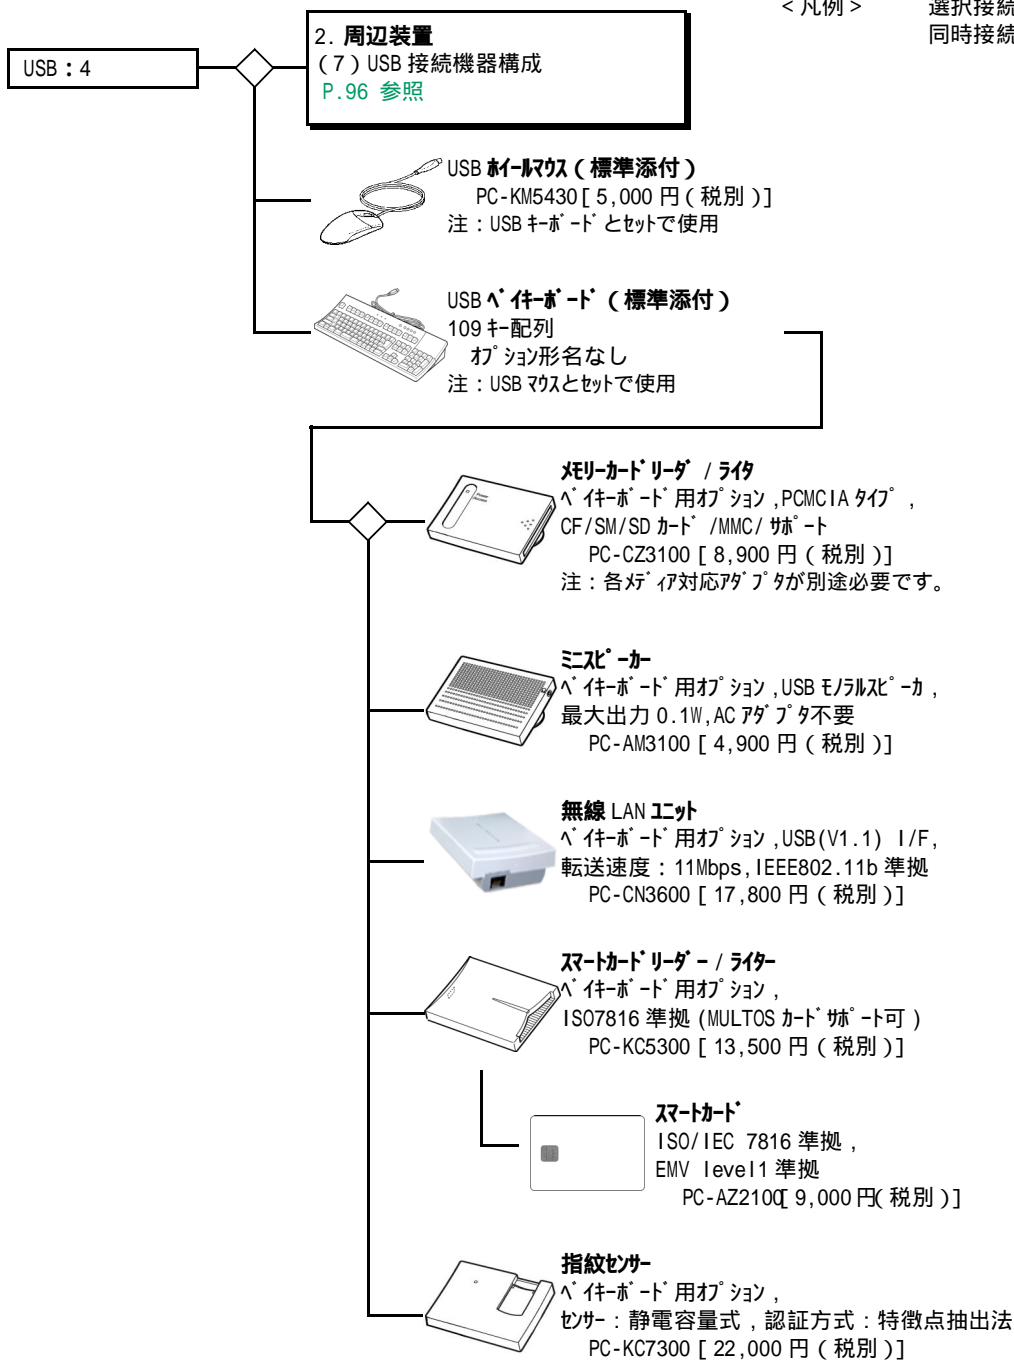 <凡例> 選択接続
同時接続
USB:4
2. 周辺装置
(7)USB 接続機器構成
P.96 参照
USB ﾎｲｰﾙﾏｳｽ(標準添付)
PC-KM5430[ 5,000 円(税別)]
注:USB ｷｰﾎﾞｰﾄﾞとｾｯﾄで使用
USB ﾍﾞｲｷｰﾎﾞｰﾄﾞ(標準添付)
109 ｷｰ配列
ｵﾌﾟｼｮﾝ形名なし
注:USB ﾏｳｽとｾｯﾄで使用
ﾒﾓﾘｰｶｰﾄﾞﾘｰﾀﾞ / ﾗｲﾀ
ﾍﾞｲｷｰﾎﾞｰﾄﾞ用ｵﾌﾟｼｮﾝ,PCMCIA ﾀｲﾌﾟ,
CF/SM/SD ｶｰﾄﾞ/MMC/ ｻﾎﾟｰﾄ
PC-CZ3100 [ 8,900 円(税別)]
注:各ﾒﾃﾞｨｱ対応ｱﾀﾞﾌﾟﾀが別途必要です。
ﾐﾆｽﾋﾟｰｶｰ
ﾍﾞｲｷｰﾎﾞｰﾄﾞ用ｵﾌﾟｼｮﾝ,USB ﾓﾉﾗﾙｽﾋﾟｰｶ,
最大出力 0.1W,AC ｱﾀﾞﾌﾟﾀ不要
PC-AM3100 [ 4,900 円(税別)]
無線 LAN ﾕﾆｯﾄ
ﾍﾞｲｷｰﾎﾞｰﾄﾞ用ｵﾌﾟｼｮﾝ,USB(V1.1) I/F,
転送速度:11Mbps,IEEE802.11b 準拠
PC-CN3600 [ 17,800 円(税別)]
ｽﾏｰﾄｶｰﾄﾞﾘｰﾀﾞｰ / ﾗｲﾀｰ
ﾍﾞｲｷｰﾎﾞｰﾄﾞ用ｵﾌﾟｼｮﾝ,
ISO7816 準拠(MULTOS ｶｰﾄﾞｻﾎﾟｰﾄ可)
PC-KC5300 [ 13,500 円(税別)]
ｽﾏｰﾄｶｰﾄﾞ
ISO/IEC 7816 準拠,
EMV level1 準拠
PC-AZ2100[ 9,000 円(税別)]
指紋ｾﾝｻｰ
ﾍﾞｲｷｰﾎﾞｰﾄﾞ用ｵﾌﾟｼｮﾝ,
ｾﾝｻｰ:静電容量式,認証方式:特徴点抽出法
PC-KC7300 [ 22,000 円(税別)]